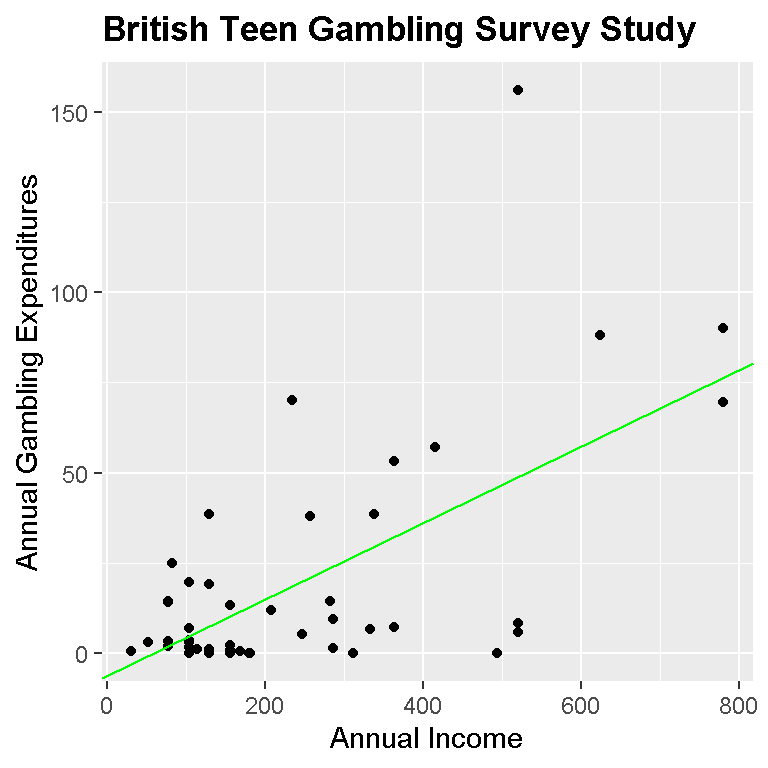 British Teen Gambling Survey Study
Annual Gambling Expenditures
150
100
50
0
0 200 400 600 800
Annual Income